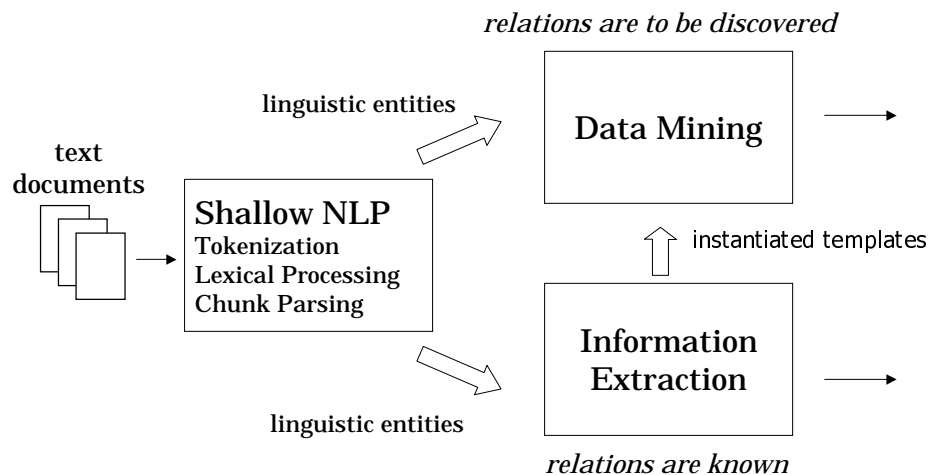 relations are to be discovered
linguistic entities
Data Mining
text
documents
Shallow NLP
Tokenization
Lexical Processing
Chunk Parsing
instantiated templates
Information
Extraction
linguistic entities
relations are known